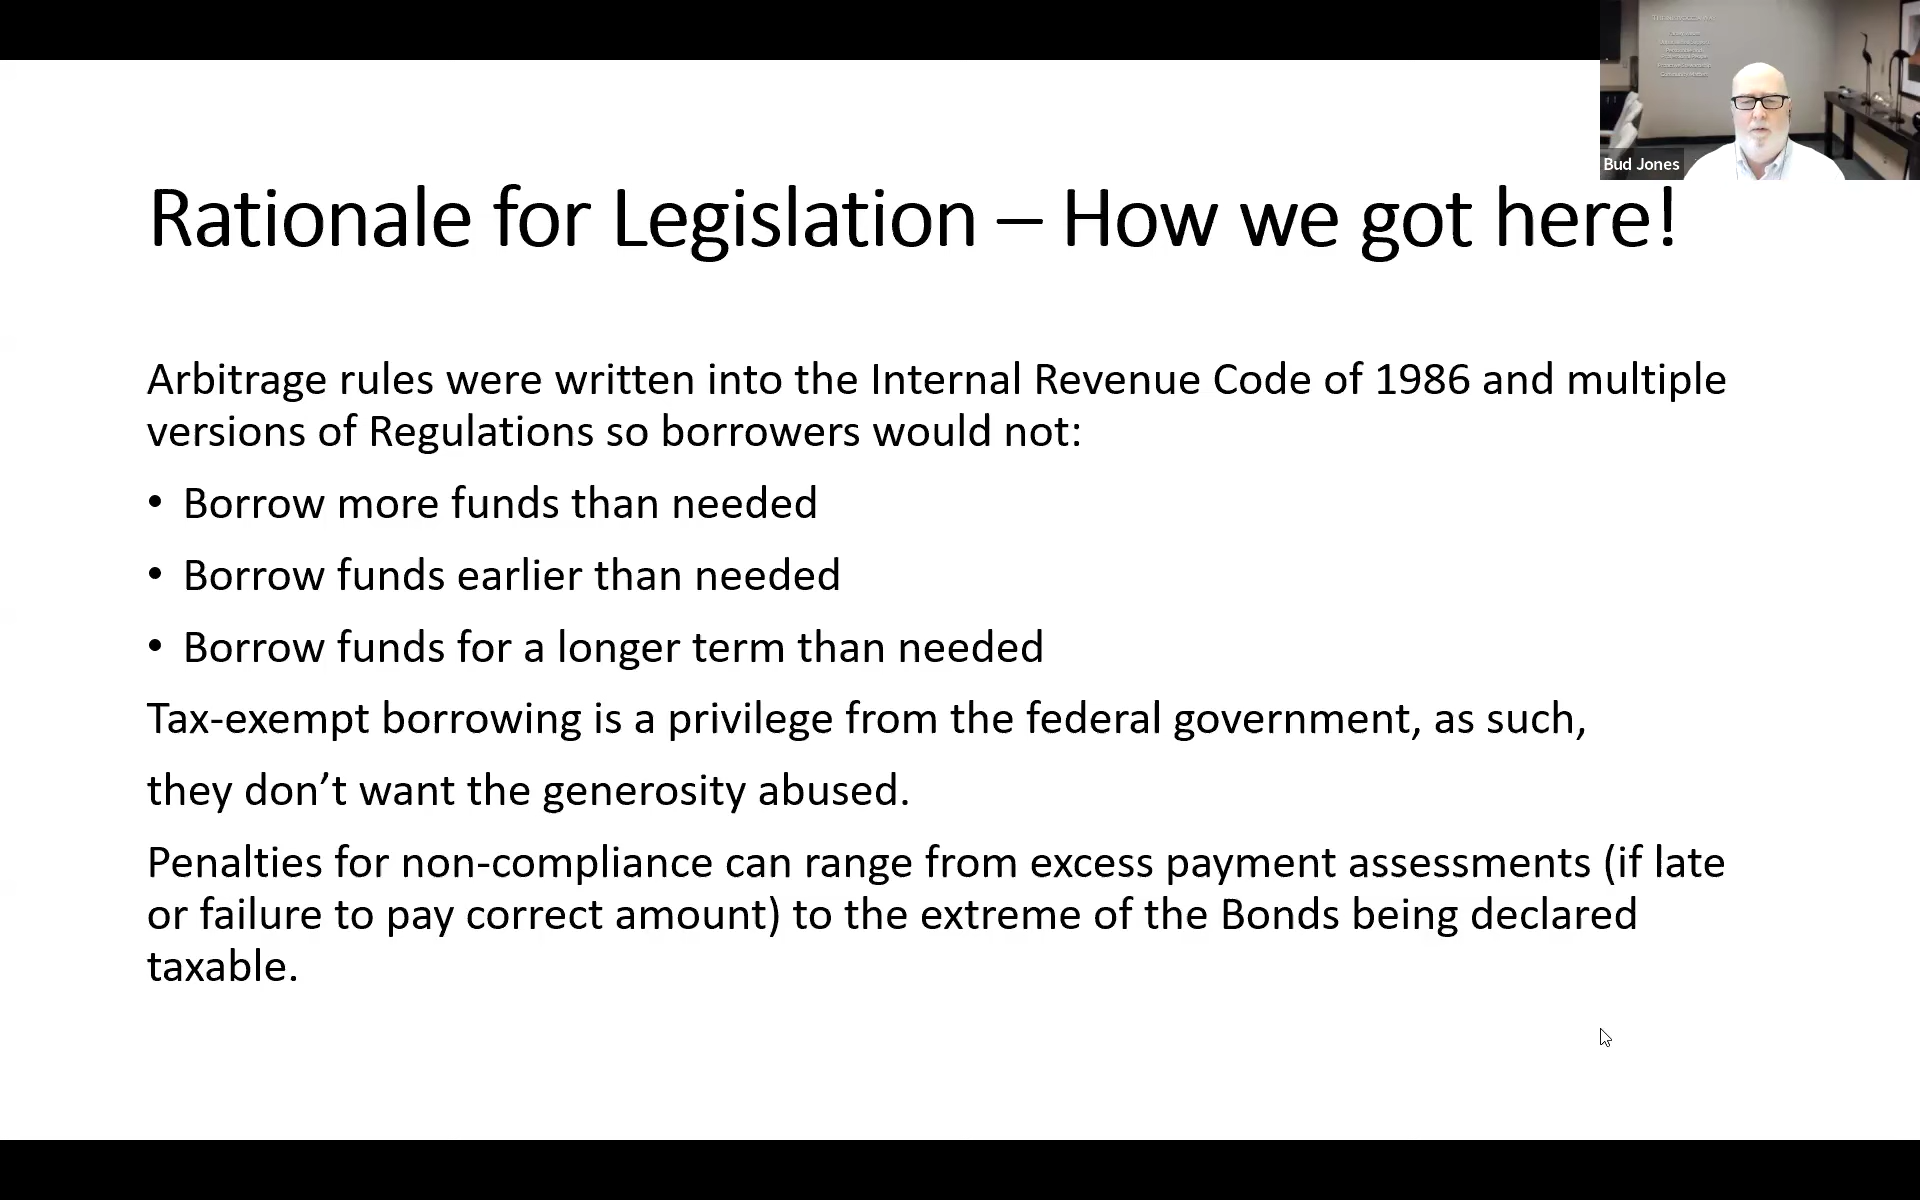 Bud Jones
Rationale for Legislation – How we got here!
Arbitrage rules were written into the Internal Revenue Code of 1986 and multiple
versions of Regulations so borrowers would not:
• Borrow more funds than needed
• Borrow funds earlier than needed
• Borrow funds for a longer term than needed
Tax-exempt borrowing is a privilege from the federal government, as such,
they don’t want the generosity abused.
Penalties for non-compliance can range from excess payment assessments (if late
or failure to pay correct amount) to the extreme of the Bonds being declared
taxable.